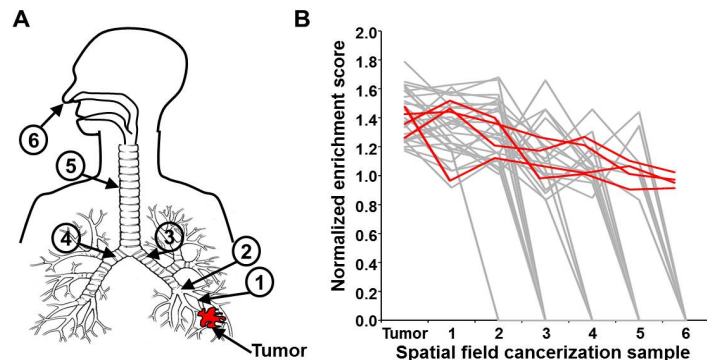 A
6
5
4
3
2
1
Tumor
B
Normalized enrichment score
2.0
1.8
1.6
1.4
1.2
1.0
0.8
0.6
0.4
0.2
0.0
Tumor 1 2 3 4 5 6
Spatial field cancerization sample